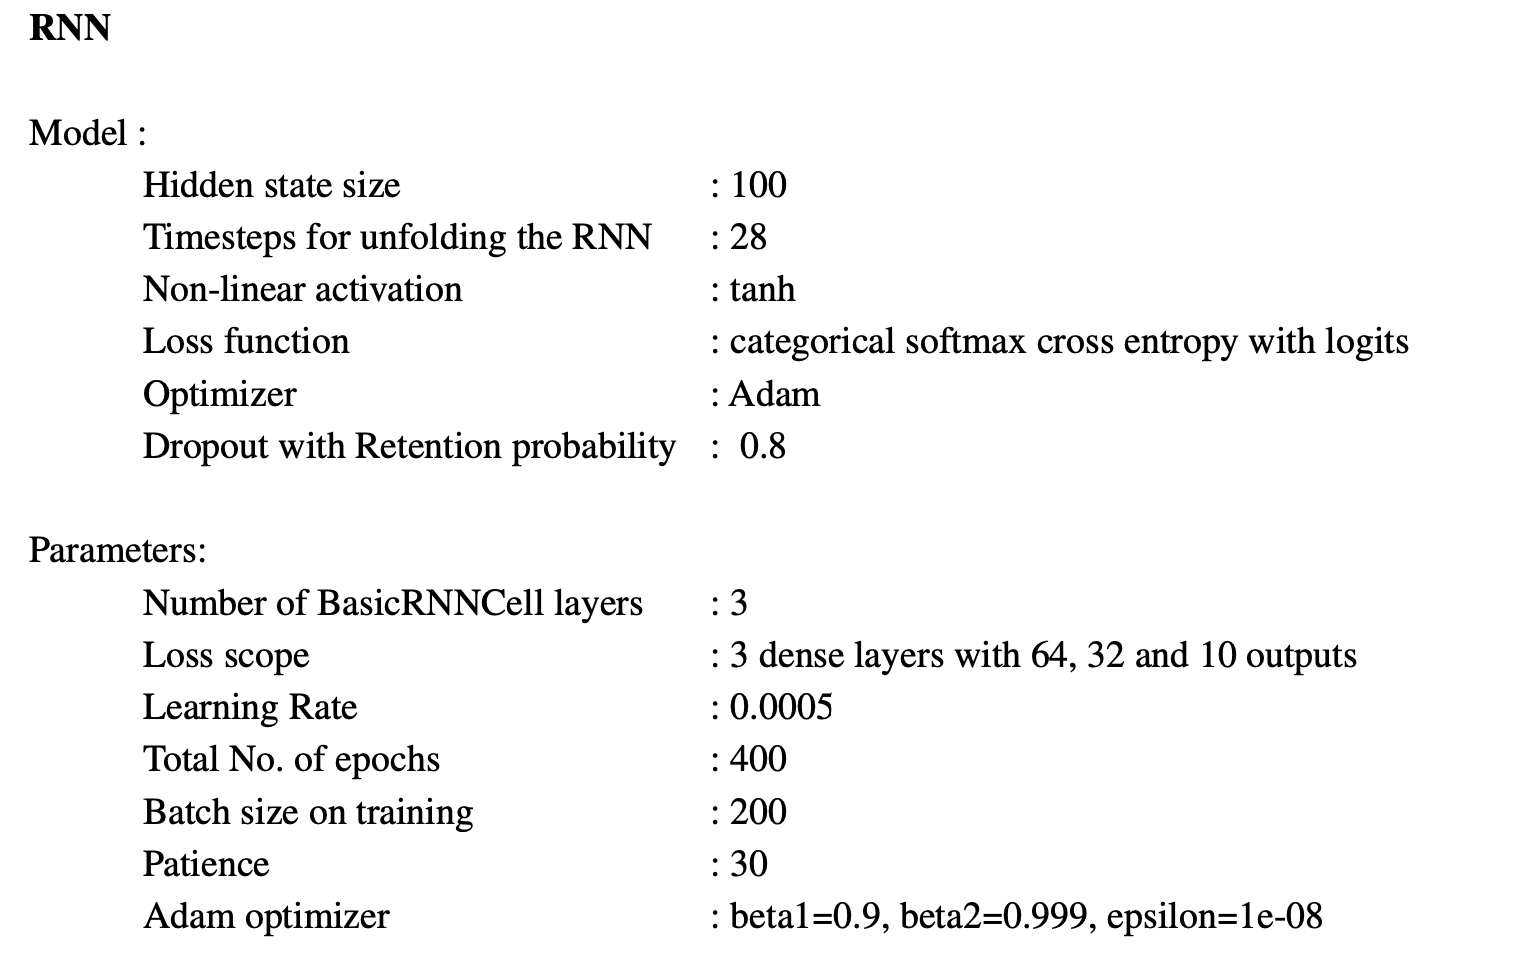 RNN
Model :
Hidden state size : 100
Timesteps for unfolding the RNN : 28
Non-linear activation : tanh
Loss function : categorical softmax cross entropy with logits
Optimizer : Adam
Dropout with Retention probability : 0.8
Parameters:
Number of BasicRNNCell layers : 3
Loss scope : 3 dense layers with 64, 32 and 10 outputs
Learning Rate : 0.0005
Total No. of epochs : 400
Batch size on training : 200
Patience : 30
Adam optimizer : beta1=0.9, beta2=0.999, epsilon=1e-08